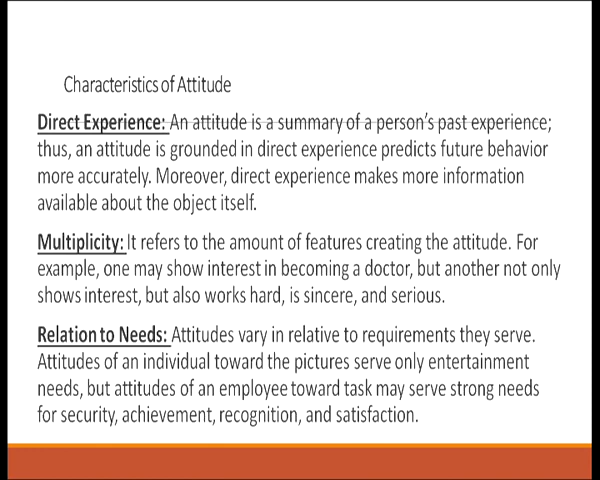 Characteristics of Attitude
Direct Experience: An attitude is a summary of a person's past experience;
thus, an attitude is grounded in direct experience predicts future behavior
more accurately. Moreover, direct experience makes more information
available about the object itself.
Multiplicity: It refers to the amount of features creating the attitude. For
example, one may show interest in becoming a doctor, but another not only
shows interest, but also works hard, is sincere, and serious.
Relation to Needs: Attitudes vary in relative to requirements they serve.
Attitudes of an individual toward the pictures serve only entertainment
needs, but attitudes of an employee toward task may serve strong needs
for security, achievement, recognition, and satisfaction.